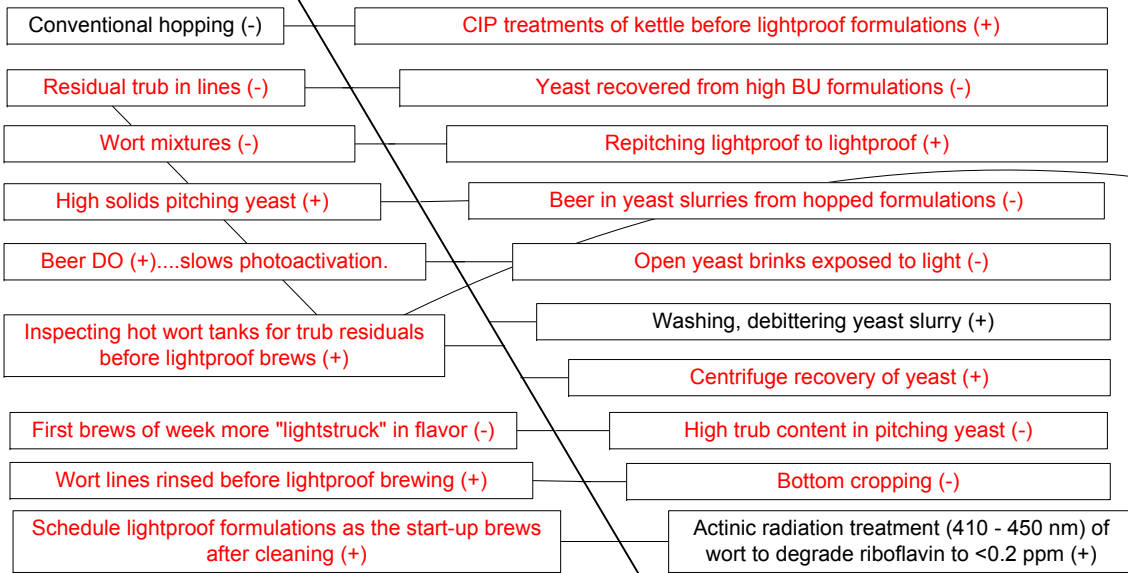 Conventional hopping (-)
CIP treatments of kettle before lightproof formulations (+)
Residual trub in lines (-)
Yeast recovered from high BU formulations (-)
Wort mixtures (-)
Repitching lightproof to lightproof (+)
High solids pitching yeast (+)
Beer in yeast slurries from hopped formulations (-)
Beer DO (+)....slows photoactivation.
Open yeast brinks exposed to light (-)
Inspecting hot wort tanks for trub residuals
before lightproof brews (+)
Washing, debittering yeast slurry (+)
Centrifuge recovery of yeast (+)
First brews of week more "lightstruck" in flavor (-)
High trub content in pitching yeast (-)
Wort lines rinsed before lightproof brewing (+)
Bottom cropping (-)
Schedule lightproof formulations as the start-up brews
after cleaning (+)
Actinic radiation treatment (410 - 450 nm) of
wort to degrade riboflavin to <0.2 ppm (+)